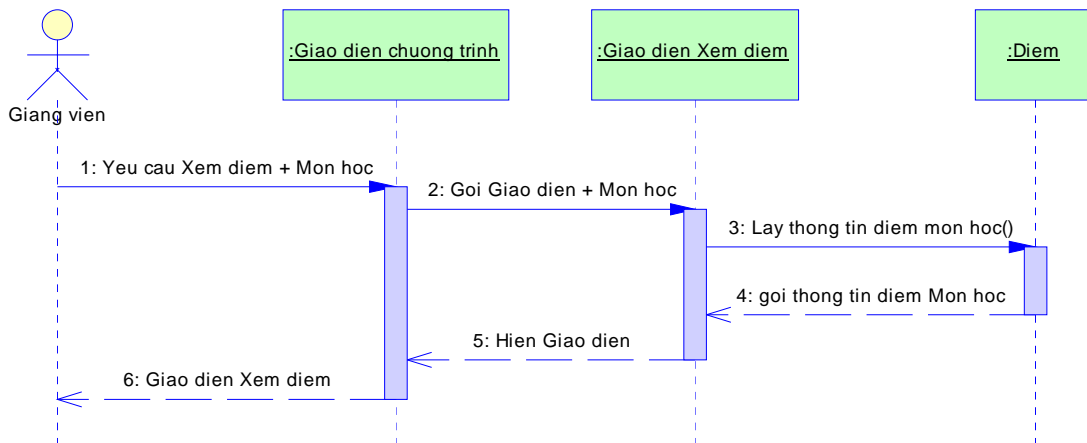 :Giao dien chuong trinh
:Giao dien Xem diem
:Diem
Giang vien
1: Yeu cau Xem diem + Mon hoc
2: Goi Giao dien + Mon hoc
3: Lay thong tin diem mon hoc()
4: goi thong tin diem Mon hoc
5: Hien Giao dien
6: Giao dien Xem diem